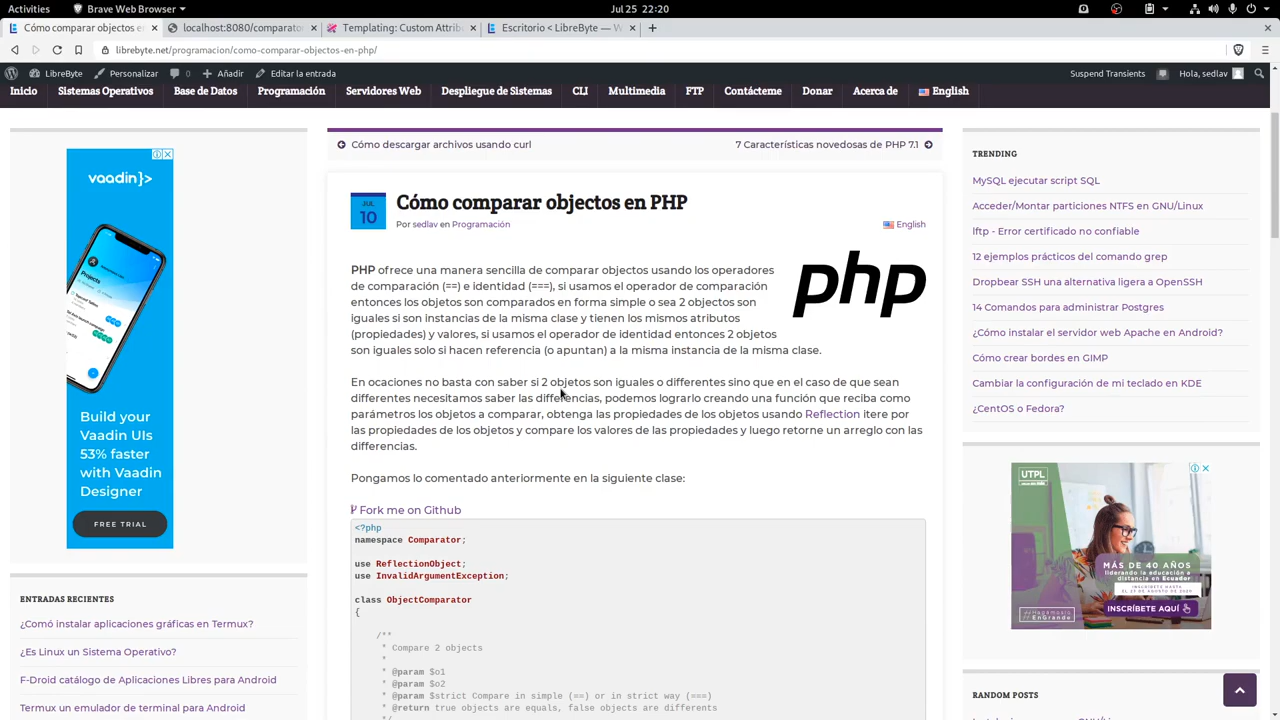 Activities
Brave Web Browser
Jul 25 22:20
Cómo comparar objectos e
localhost:8080/comparato
Templating: Custom Attrib
Escritorio < LibreByte — W
librebyte.net/programacion/como-comparar-objectos-en-php/
LibreByte
Personalizar
0
Añadir
Editar la entrada
Suspend Transients
Hola, sedlav
Inicio
Sistemas Operativos
Base de Datos
Programación
Servidores Web
Despliegue de Sistemas
CLI
Multimedia
FTP
Contácteme
Donar
Acerca de
English
vaadin}>
Projects
Build your
Vaadin UIs
53% faster
with Vaadin
Designer
FREE TRIAL
ENTRADAS RECIENTES
¿Comó instalar aplicaciones gráficas en Termux?
¿Es Linux un Sistema Operativo?
F-Droid catálogo de Aplicaciones Libres para Android
Termux un emulador de terminal para Android
Cómo descargar archivos usando curl
7 Características novedosas de PHP 7.1
JUL
10
Cómo comparar objectos en PHP
Por sedlav en Programación
English
php
PHP ofrece una manera sencilla de comparar objectos usando los operadores
de comparación (==) e identidad (===), si usamos el operador de comparación
entonces los objetos son comparados en forma simple o sea 2 objetos son
iguales si son instancias de la misma clase y tienen los mismos atributos
(propiedades) y valores, si usamos el operador de identidad entonces 2 objetos
son iguales solo si hacen referencia (o apuntan) a la misma instancia de la misma clase.
En ocaciones no basta con saber si 2 objetos son iguales o diferentes sino que en el caso de que sean
diferentes necesitamos saber las diferencias, podemos lograrlo creando una función que reciba como
parámetros los objetos a comparar, obtenga las propiedades de los objetos usando Reflection itere por
las propiedades de los objetos y compare los valores de las propiedades y luego retorne un arreglo con las
differencias.
Pongamos lo comentado anteriormente en la siguiente clase:
Fork me on Github
<?php
namespace Comparator;
use ReflectionObject;
use InvalidArgumentException;
class ObjectComparator
{
/**
* Compare 2 objects
*
* @param $o1
* @param $o2
* @param $strict Compare in simple (==) or in strict way (===)
* @return true objects are equals, false objects are differents
*/
TRENDING
MySQL ejecutar script SQL
Acceder/Montar particiones NTFS en GNU/Linux
lftp - Error certificado no confiable
12 ejemplos prácticos del comando grep
Dropbear SSH una alternativa ligera a OpenSSH
14 Comandos para administrar Postgres
¿Cómo instalar el servidor web Apache en Android?
Cómo crear bordes en GIMP
Cambiar la configuración de mi teclado en KDE
¿CentOS o Fedora?
UTPL
MÁS DE 40 AÑOS
liderando la educación a
distancia en Ecuador
INSCRÍBETE AQUÍ
RANDOM POSTS